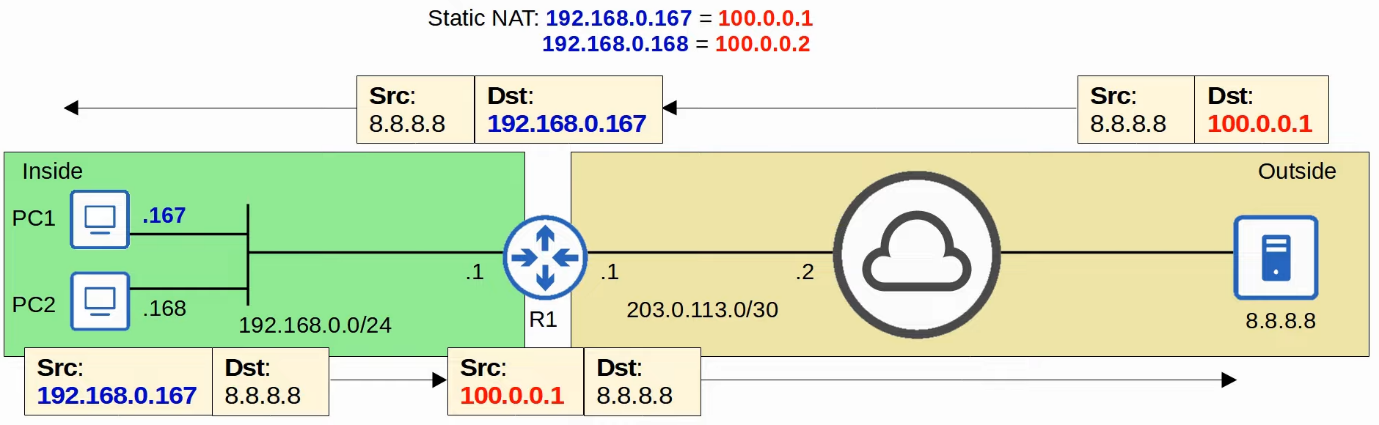 Static NAT: 192.168.0.167 = 100.0.0.1
192.168.0.168 = 100.0.0.2
Src: Dst:
8.8.8.8 192.168.0.167
Src: Dst:
8.8.8.8 100.0.0.1
Inside
Outside
PC1
.167
PC2
.168
192.168.0.0/24
.1
R1
.1
.2
203.0.113.0/30
8.8.8.8
Src: Dst:
192.168.0.167 8.8.8.8
Src: Dst:
100.0.0.1 8.8.8.8